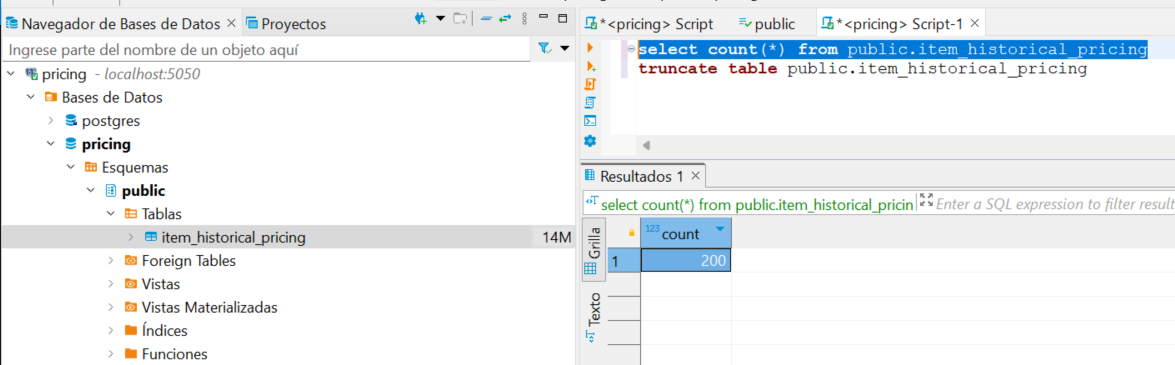 Navegador de Bases de Datos
Proyectos
Ingrese parte del nombre de un objeto aquí
pricing - localhost:5050
Bases de Datos
postgres
pricing
Esquemas
public
Tablas
item_historical_pricing 14M
Foreign Tables
Vistas
Vistas Materializadas
Índices
Funciones
*<pricing> Script
public
*<pricing> Script-1
select count(*) from public.item_historical_pricing
truncate table public.item_historical_pricing
Resultados 1
select count(*) from public.item_historical_pricin
Enter a SQL expression to filter result
Grilla
Texto
123 count
1 200